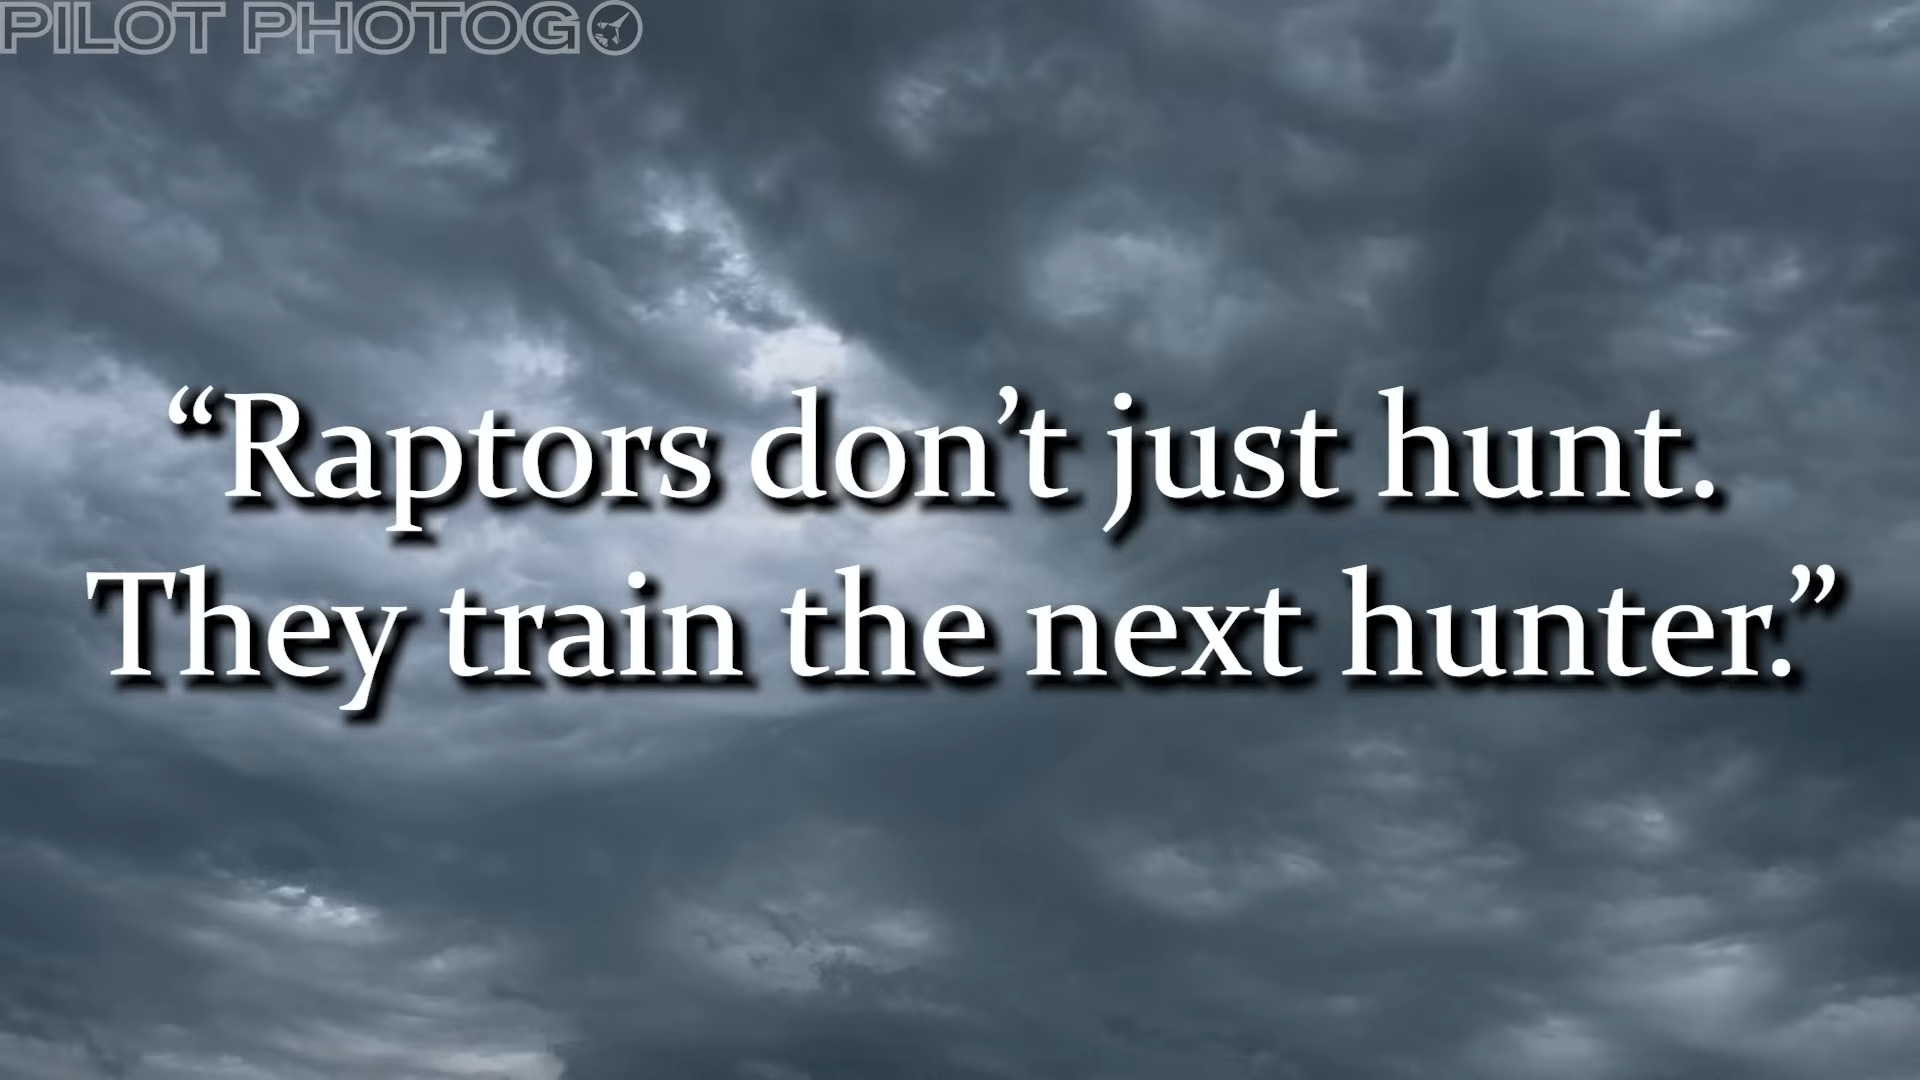 PILOT PHOTOG
“Raptors don’t just hunt.
They train the next hunter.”